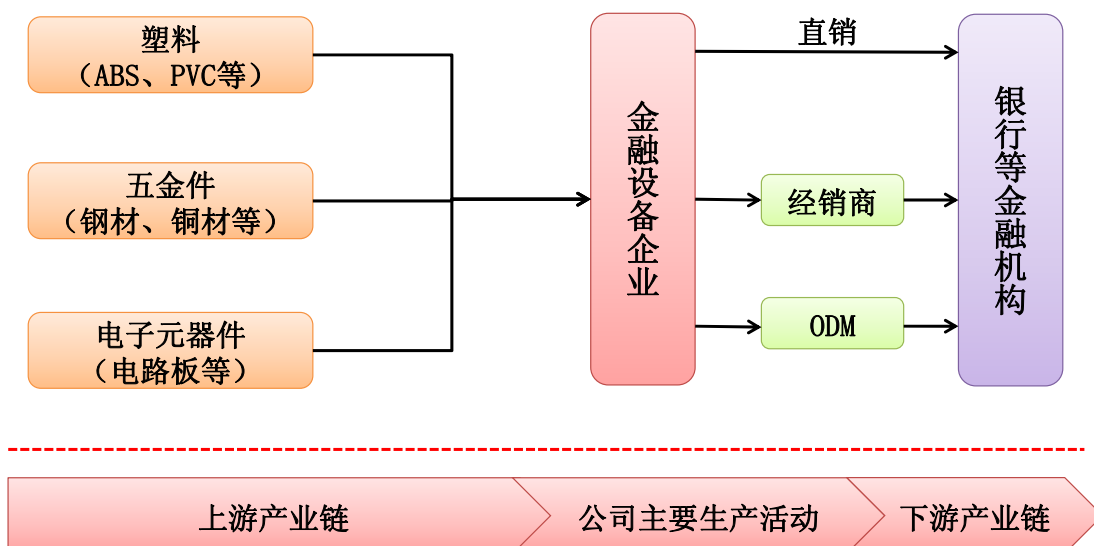 塑料
（ABS、PVC等）
五金件
（钢材、铜材等）
电子元器件
（电路板等）
金融设备企业
直销
经销商
ODM
银行等金融机构
上游产业链
公司主要生产活动
下游产业链